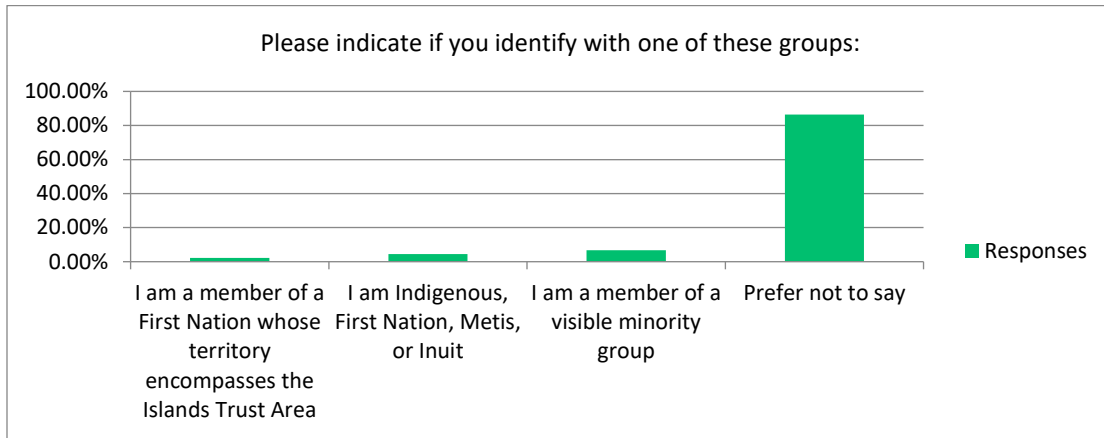 Please indicate if you identify with one of these groups:
100.00%
80.00%
60.00%
40.00%
20.00%
0.00%
I am a member of a
First Nation whose
territory
encompasses the
Islands Trust Area
I am Indigenous,
First Nation, Metis,
or Inuit
I am a member of a
visible minority
group
Prefer not to say
Responses